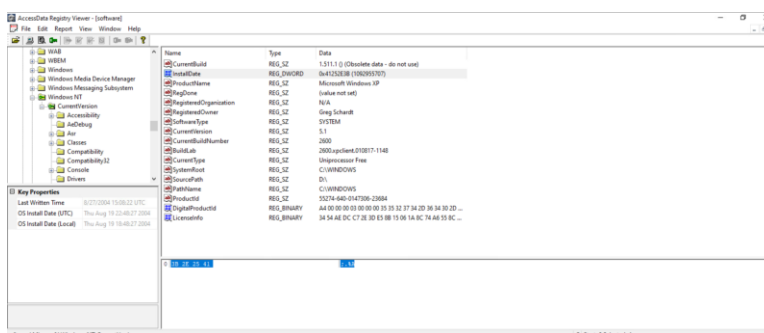 AccessData Registry Viewer - [software]
File Edit Report View Window Help
WAB
WBEM
Windows
Windows Media Device Manager
Windows Messaging Subsystem
Windows NT
CurrentVersion
Accessibility
AeDebug
Asr
Classes
Compatibility
Compatibility32
Console
Drivers
Name Type Data
CurrentBuild REG_SZ 1.511.1 () (Obsolete data - do not use)
InstallDate REG_DWORD 0x41252E3B (1092955707)
ProductName REG_SZ Microsoft Windows XP
RegDone REG_SZ (value not set)
RegisteredOrganization REG_SZ N/A
RegisteredOwner REG_SZ Greg Schardt
SoftwareType REG_SZ SYSTEM
CurrentVersion REG_SZ 5.1
CurrentBuildNumber REG_SZ 2600
BuildLab REG_SZ 2600.xpclient.010817-1148
CurrentType REG_SZ Uniprocessor Free
SystemRoot REG_SZ C:\WINDOWS
SourcePath REG_SZ D:\
PathName REG_SZ C:\WINDOWS
ProductId REG_SZ 55274-640-0147306-23684
DigitalProductId REG_BINARY A4 00 00 00 03 00 00 00 35 35 32 37 34 2D 36 34 30 2D ...
LicenseInfo REG_BINARY 34 54 AE DC C7 2E 3D E5 8B 15 06 1A 8C 74 A6 55 8C ...
Key Properties
Last Written Time 8/27/2004 15:08:22 UTC
OS Install Date (UTC) Thu Aug 19 22:48:27 2004
OS Install Date (Local) Thu Aug 19 18:48:27 2004
0 3B 2E 25 41 ;.%A